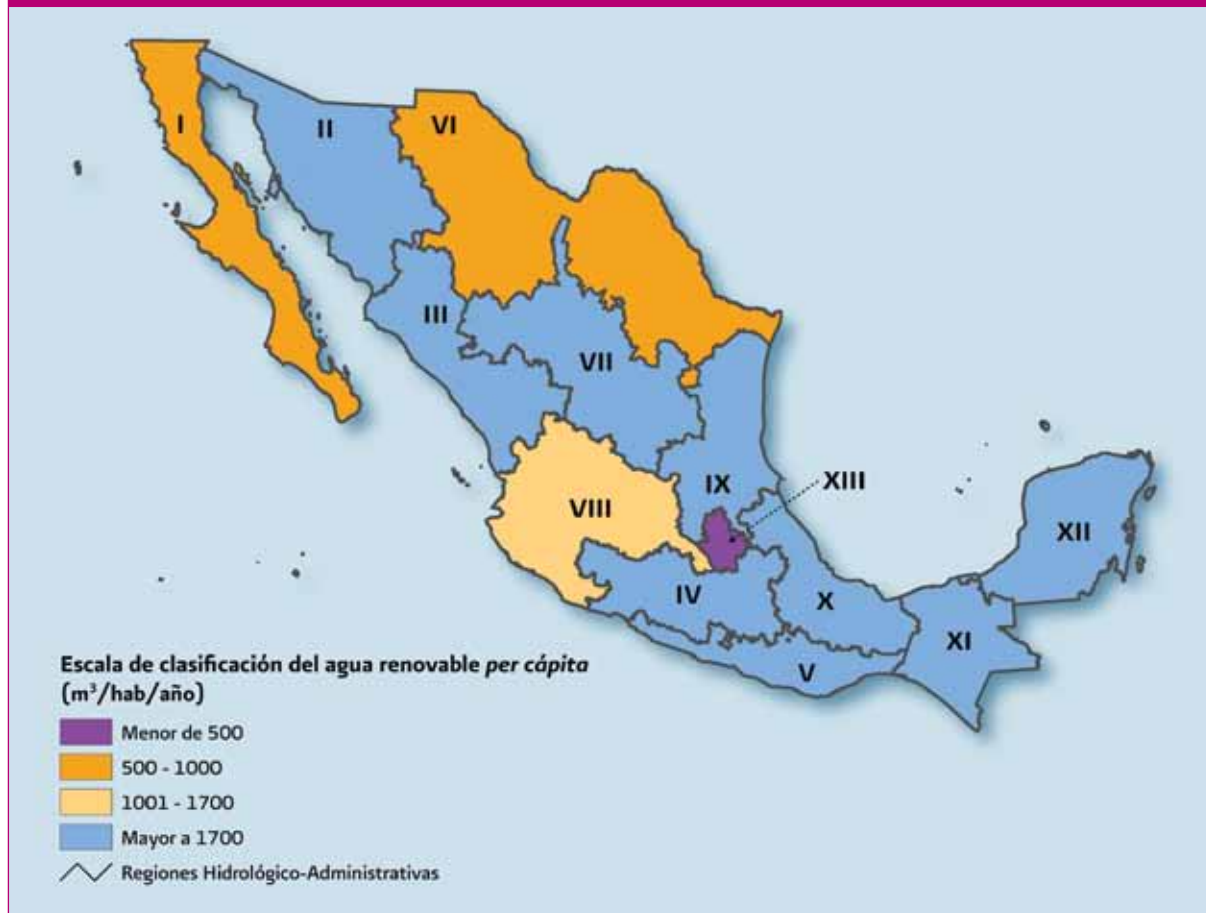 I
II
VI
III
VII
IX
XIII
VIII
XII
IV
X
XI
V
Escala de clasificación del agua renovable per cápita
(m³/hab/año)
Menor de 500
500 - 1000
1001 - 1700
Mayor a 1700
Regiones Hidrológico-Administrativas